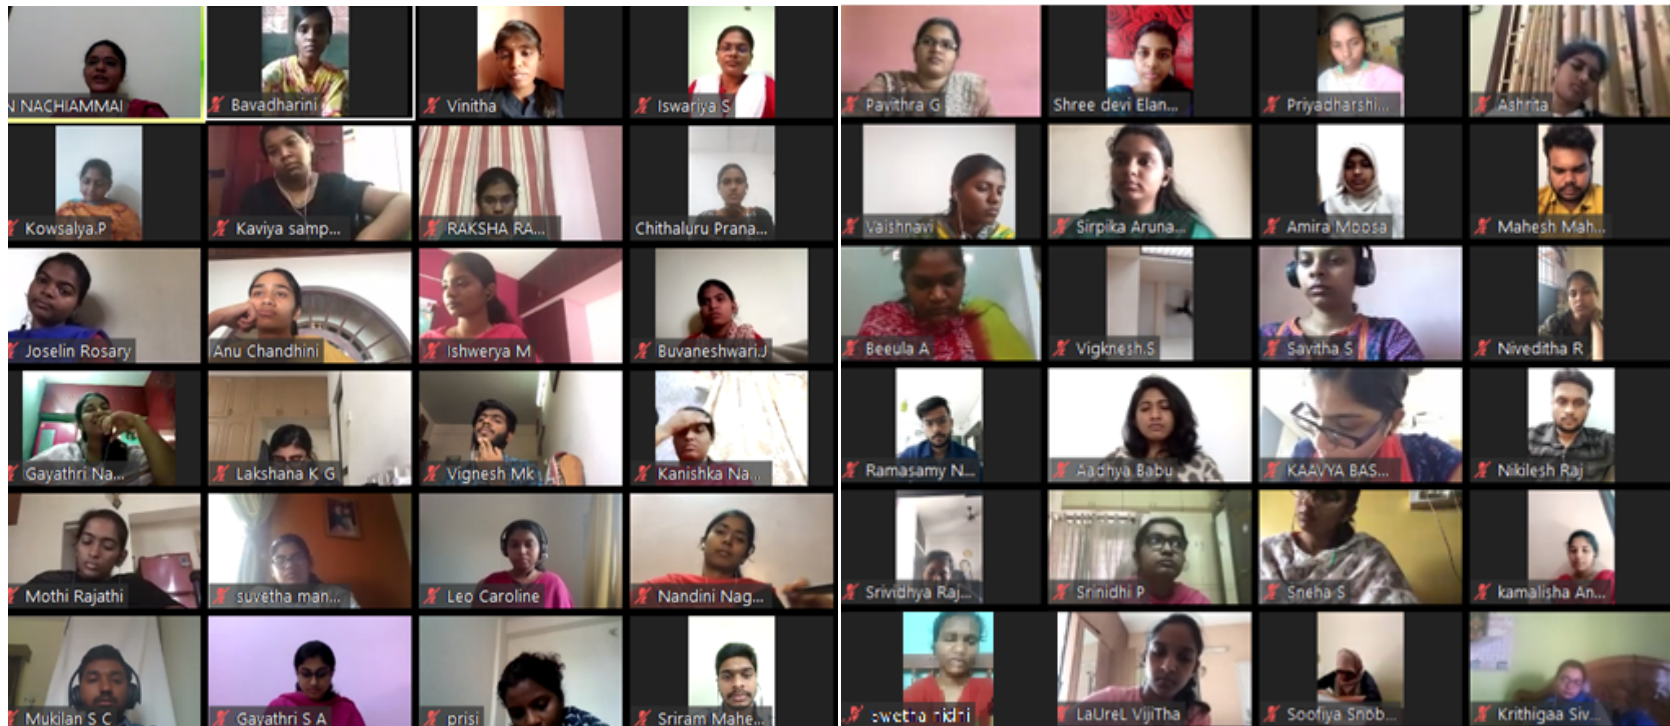 N NACHIAMMAI
Bavadharini
Vinitha
Iswariya S
Pavithra G
Shree devi Elan...
Priyadharshi...
Ashrita
Kowsalya.P
Kaviya samp...
RAKSHA RA...
Chithaluru Prana...
Vaishnavi
Sirpika Aruna...
Amira Moosa
Mahesh Mah...
Joselin Rosary
Anu Chandhini
Ishwerya M
Buvaneshwari.J
Beeula A
Vigknesh.S
Savitha S
Niveditha R
Gayathri Na...
Lakshana K G
Vignesh Mk
Kanishka Na...
Ramasamy N...
Aadhya Babu
KAAVYA BAS...
Nikilesh Raj
Mothi Rajathi
suvetha man...
Leo Caroline
Nandini Nag...
Srividhya Raj...
Srinidhi P
Sneha S
kamalisha An...
Mukilan S C
Gayathri S A
prisi
Sriram Mahe...
swetha nidhi
LaUreL VijiTha
Soofiya Snob...
Krithigaa Siv...